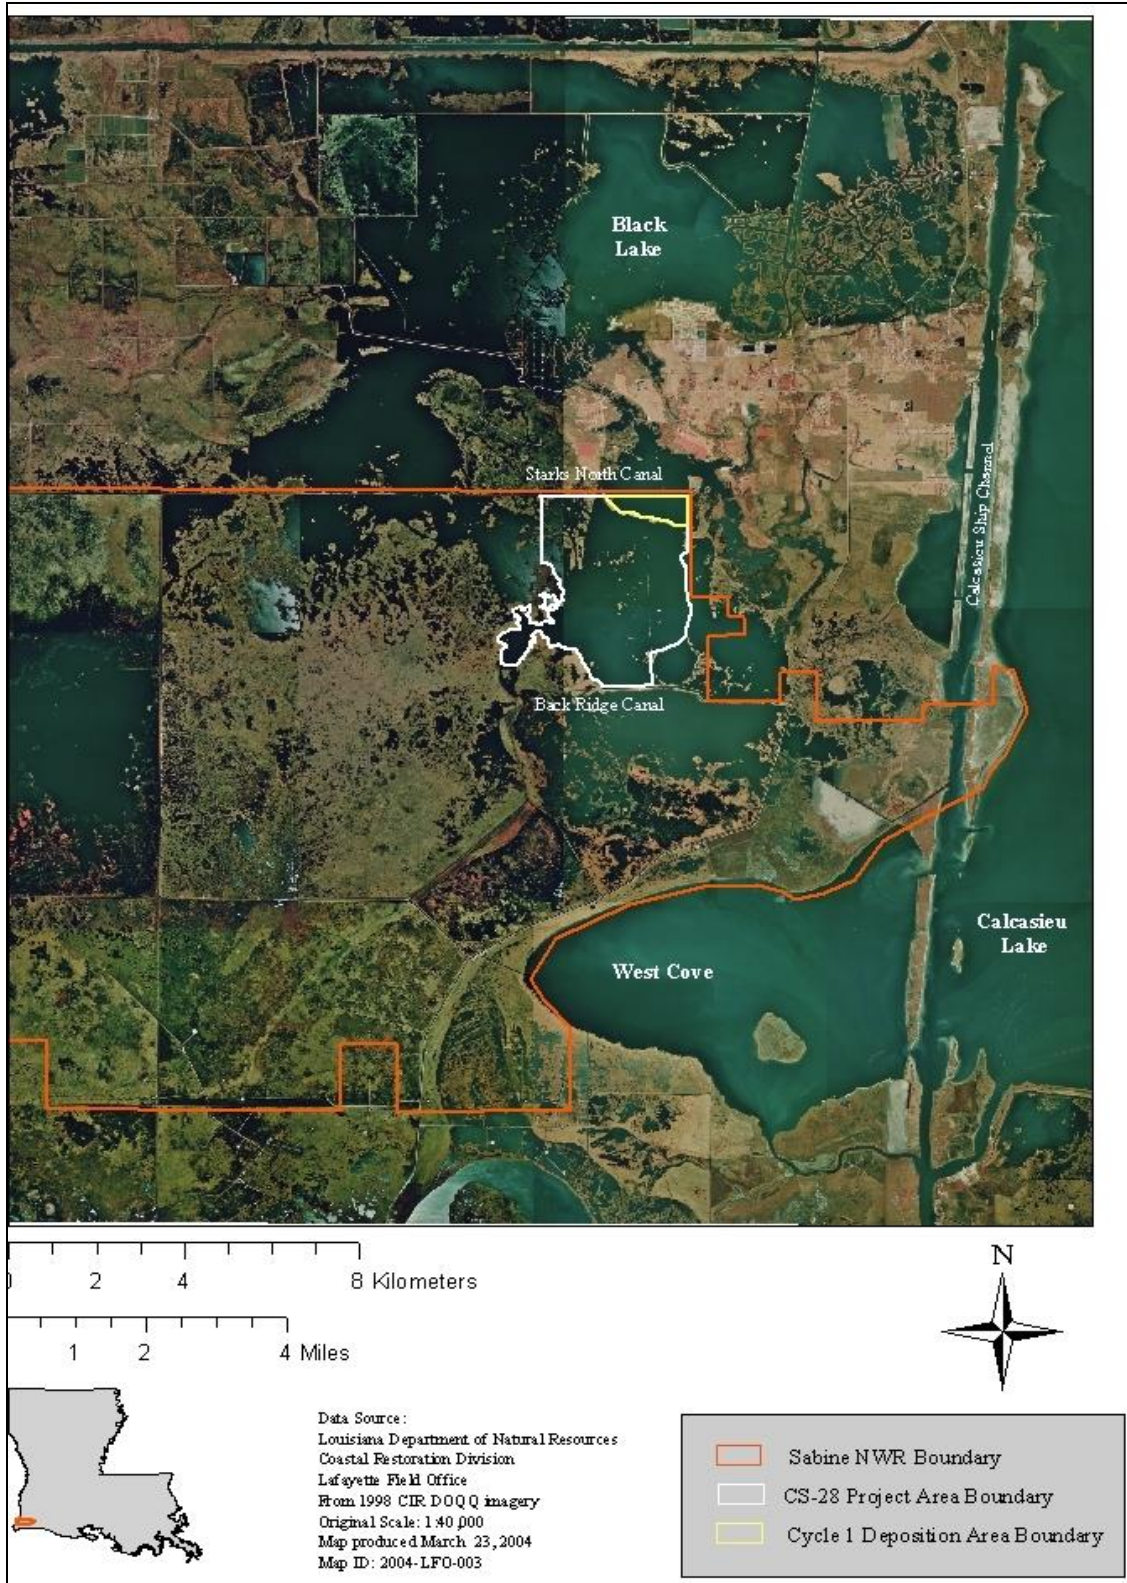 Black
Lake
Starks North Canal
Calcasieu Ship Channel
Back Ridge Canal
Calcasieu
Lake
West Cove
2 4 8 Kilometers
1 2 4 Miles
N
Data Source:
Louisiana Department of Natural Resources
Coastal Restoration Division
Lafayette Field Office
From 1998 CIR DOQQ imagery
Original Scale: 1:40,000
Map produced March 23, 2004
Map ID: 2004-LFO-003
Sabine NWR Boundary
CS-28 Project Area Boundary
Cycle 1 Deposition Area Boundary